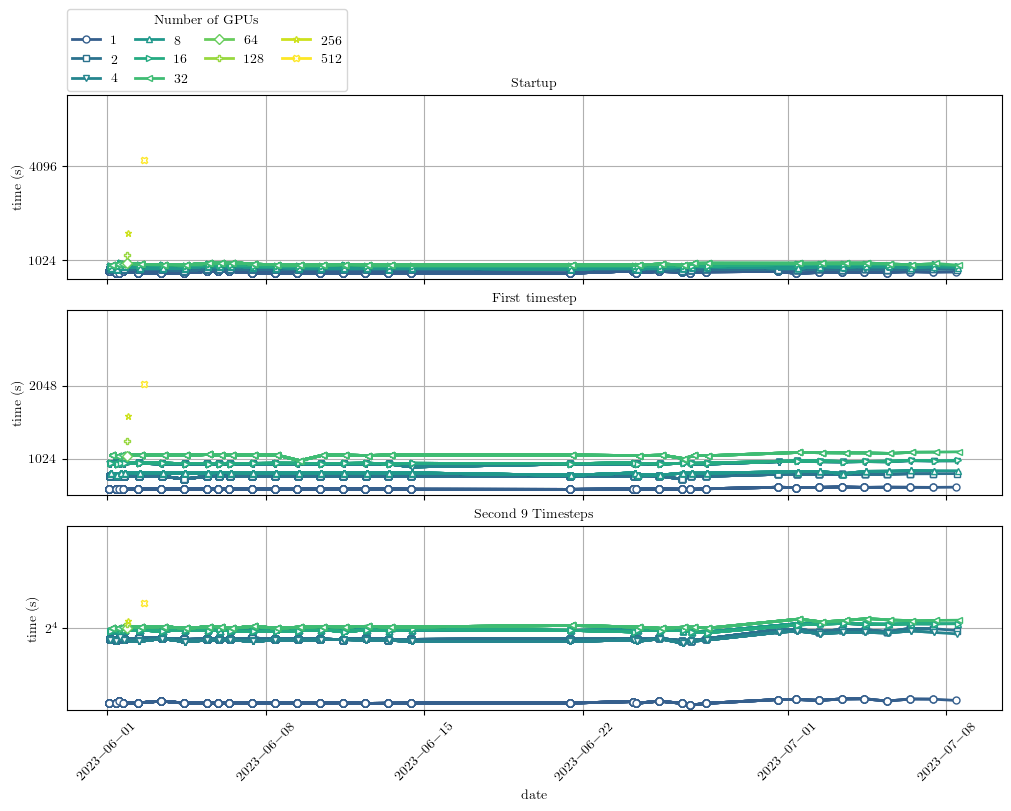 Number of GPUs
1 8 64 256
2 16 128 512
4 32
Startup
time (s)
4096
1024
First timestep
time (s)
2048
1024
Second 9 Timesteps
time (s)
2⁴
2023−06−01 2023−06−08 2023−06−15 2023−06−22 2023−07−01 2023−07−08
date